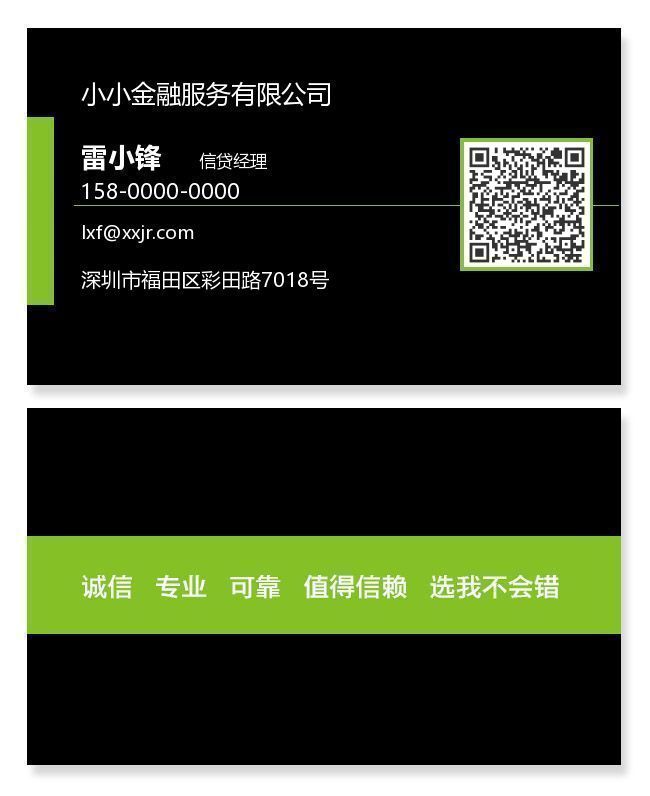 小小金融服务有限公司
雷小锋 信贷经理
158-0000-0000
lxf@xxjr.com
深圳市福田区彩田路7018号
诚信 专业 可靠 值得信赖 选我不会错